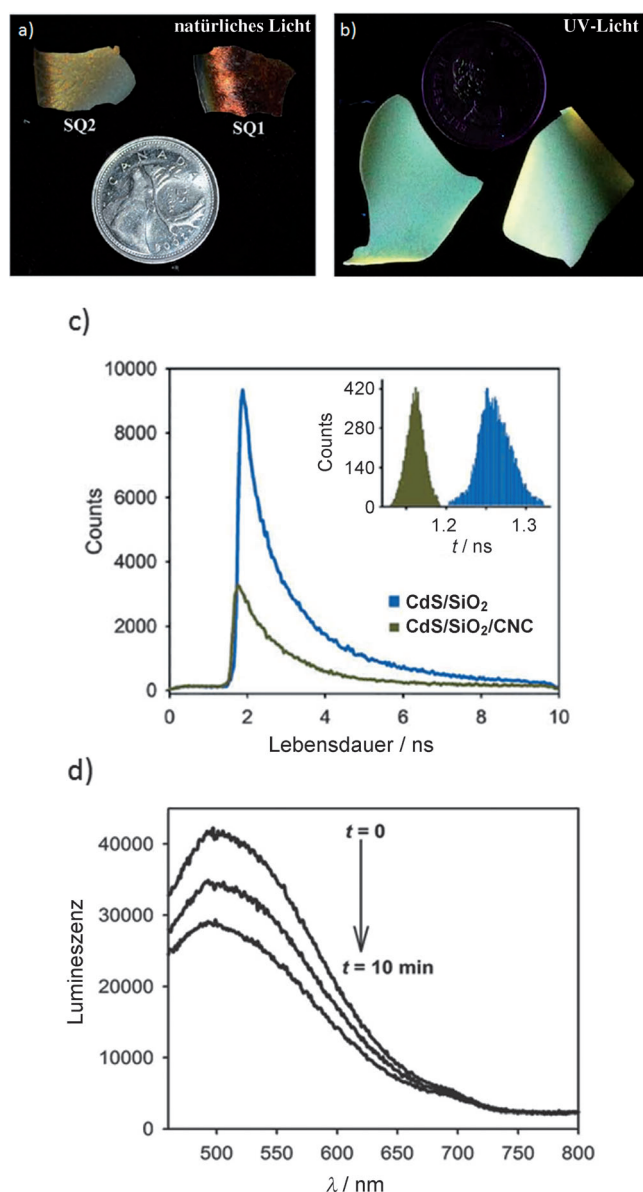 a) natürliches Licht
SQ2 SQ1
CANADA
b) UV-Licht
c)
10000
8000
6000
4000
2000
0
Counts
0 2 4 6 8 10
Lebensdauer / ns
420
280
140
0
Counts
1.2 1.3
t / ns
CdS/SiO₂
CdS/SiO₂/CNC
d)
40000
30000
20000
10000
0
Lumineszenz
t = 0
t = 10 min
500 550 600 650 700 750 800
λ / nm